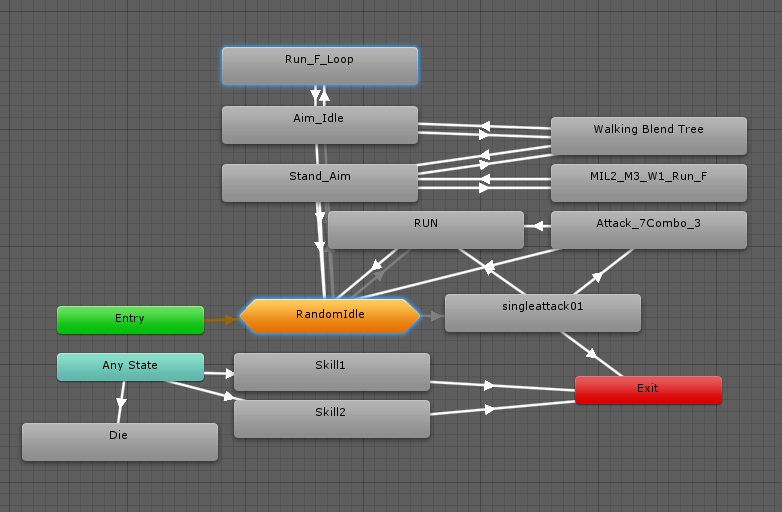 Run_F_Loop
Aim_Idle
Walking Blend Tree
Stand_Aim
MIL2_M3_W1_Run_F
RUN
Attack_7Combo_3
singleattack01
Entry
RandomIdle
Any State
Skill1
Exit
Skill2
Die